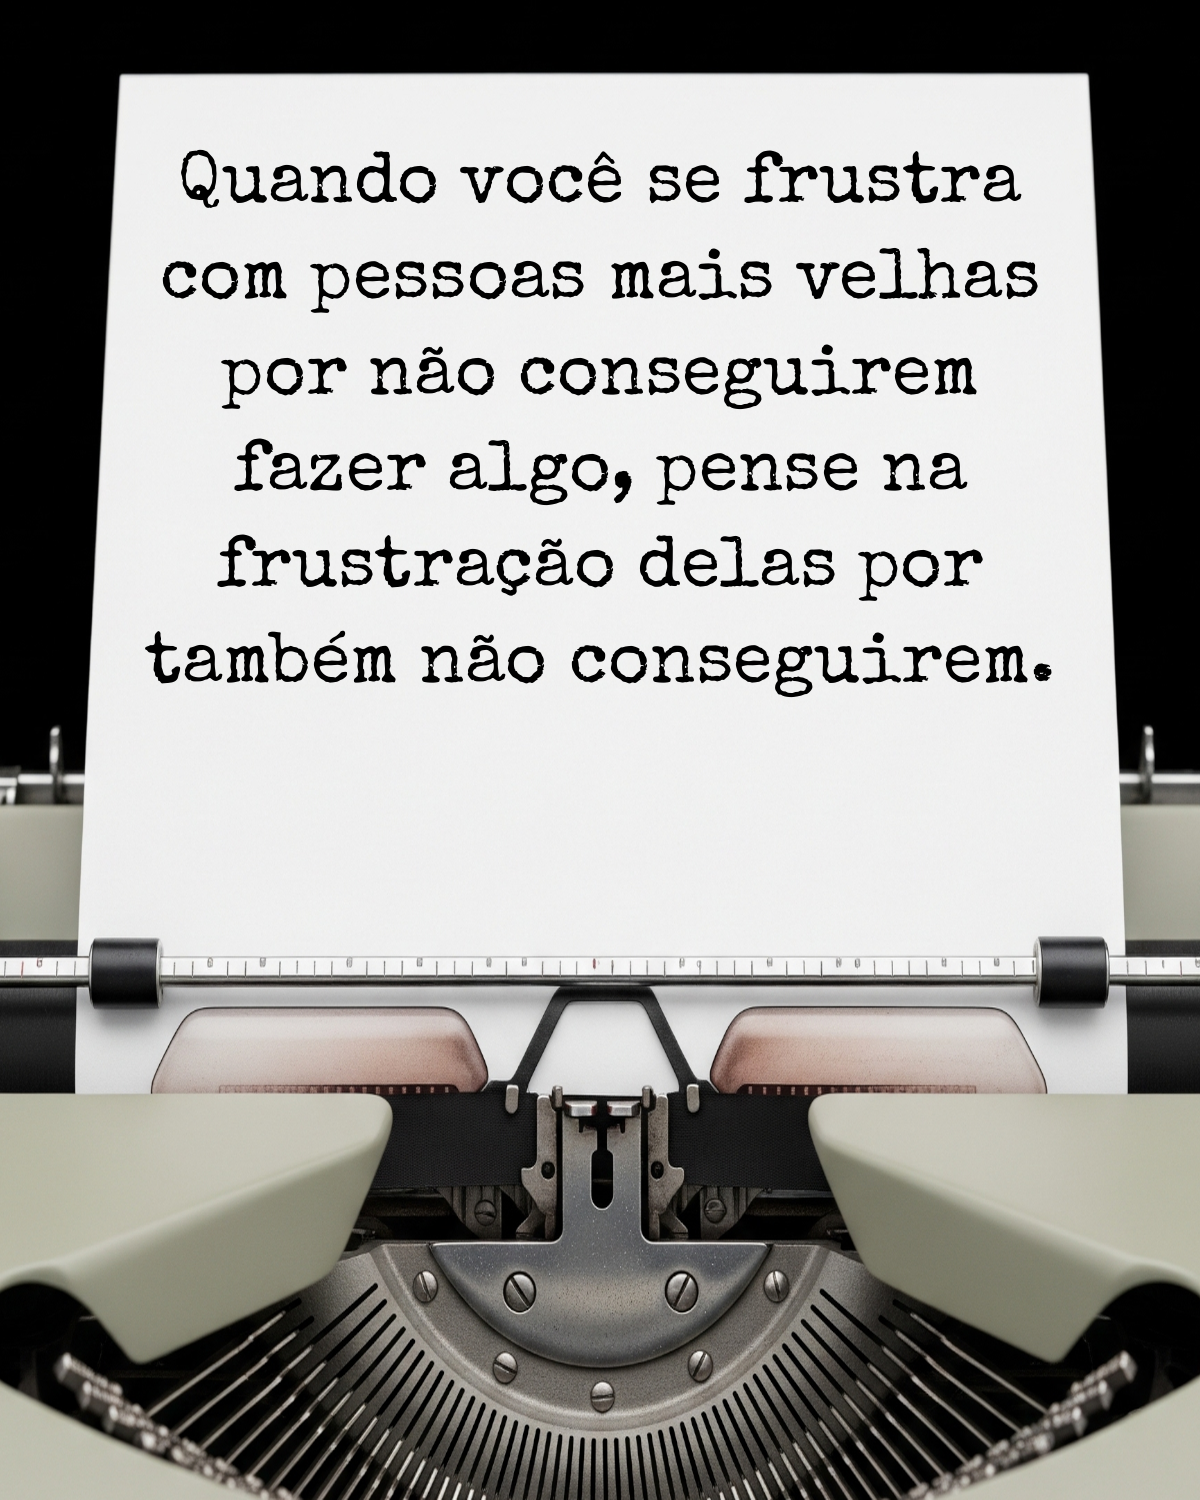 Quando você se frustra
com pessoas mais velhas
por não conseguirem
fazer algo, pense na
frustração delas por
também não conseguirem.